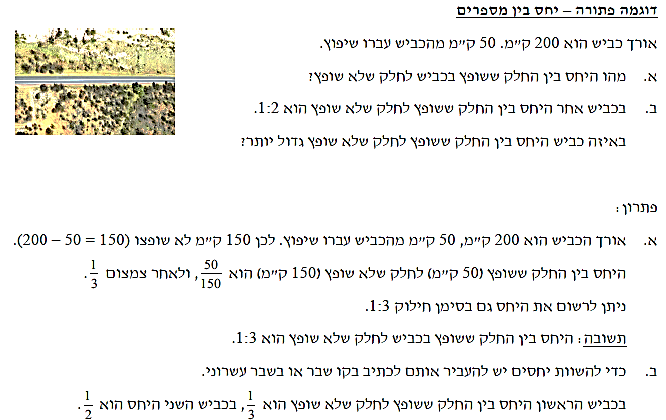 דוגמה פתורה – יחס בין מספרים
אורך כביש הוא 200 ק"מ. 50 ק"מ מהכביש עברו שיפוץ.
א. מהו היחס בין החלק ששופץ בכביש לחלק שלא שופץ?
ב. בכביש אחר היחס בין החלק ששופץ לחלק שלא שופץ הוא 1:2.
באיזה כביש היחס בין החלק ששופץ לחלק שלא שופץ גדול יותר?
פתרון:
א. אורך הכביש הוא 200 ק"מ, 50 ק"מ מהכביש עברו שיפוץ. לכן 150 ק"מ לא שופצו (200 – 50 = 150).
היחס בין החלק ששופץ (50 ק"מ) לחלק שלא שופץ (150 ק"מ) הוא 50/150, ולאחר צמצום 1/3.
ניתן לרשום את היחס גם בסימן חילוק 1:3.
תשובה: היחס בין החלק ששופץ בכביש לחלק שלא שופץ הוא 1:3.
ב. כדי להשוות יחסים יש להעביר אותם לכתיב בקו שבר או בשבר עשרוני.
בכביש הראשון היחס בין החלק ששופץ לחלק שלא שופץ הוא 1/3, בכביש השני היחס הוא 1/2.